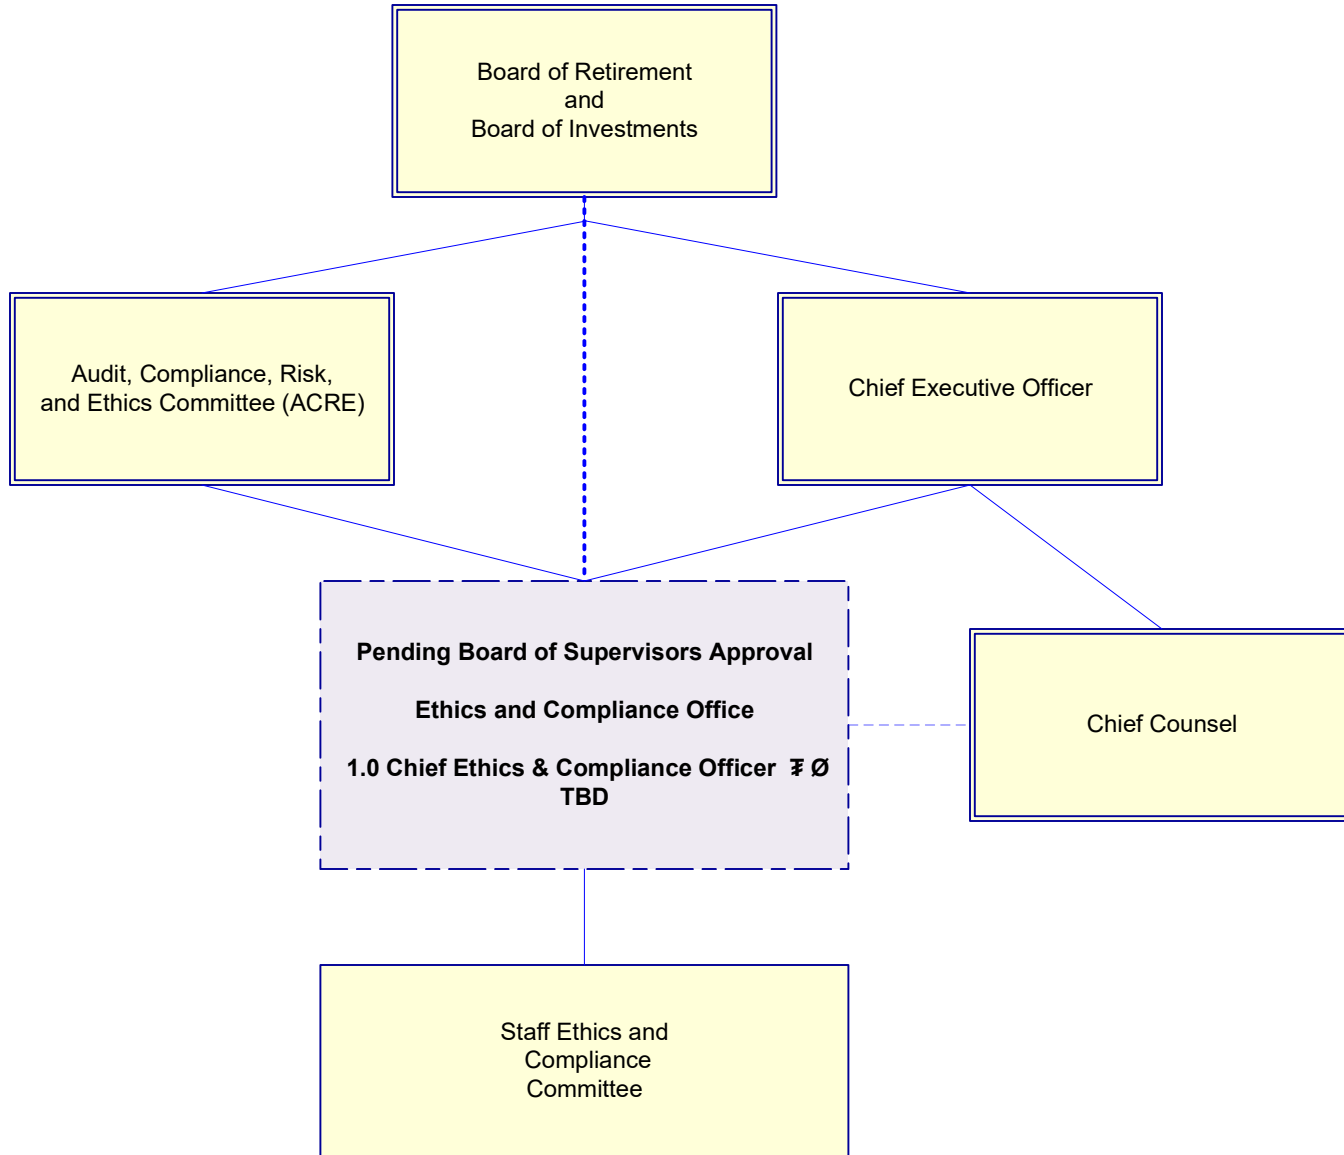 Board of Retirement
and
Board of Investments
Audit, Compliance, Risk,
and Ethics Committee (ACRE)
Chief Executive Officer
Pending Board of Supervisors Approval
Ethics and Compliance Office
1.0 Chief Ethics & Compliance Officer ₮ Ø
TBD
Chief Counsel
Staff Ethics and
Compliance
Committee